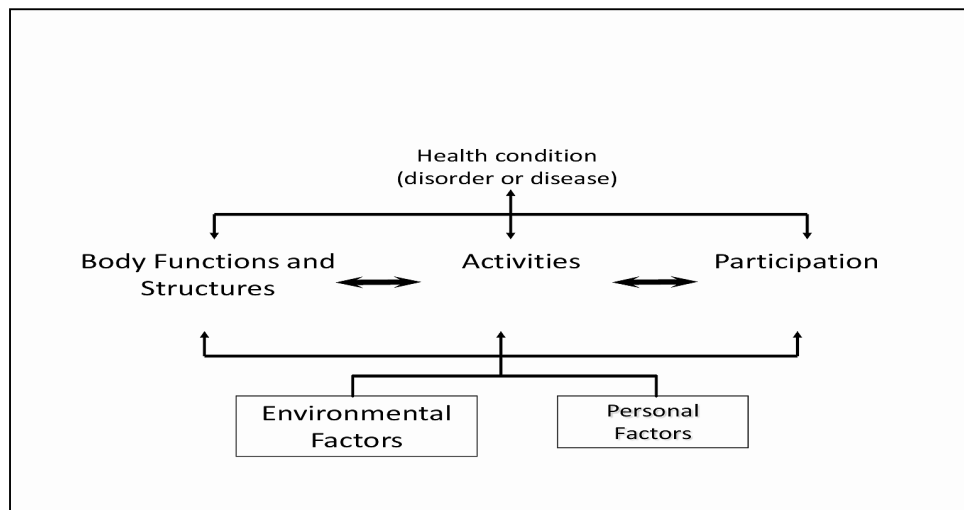 Health condition
(disorder or disease)
Body Functions and
Structures
Activities
Participation
Environmental
Factors
Personal
Factors